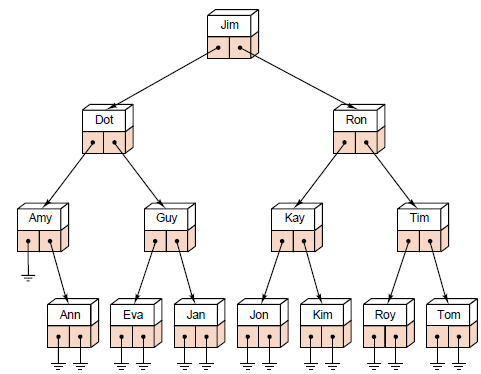 Jim
Dot Ron
Amy Guy Kay Tim
Ann Eva Jan Jon Kim Roy Tom